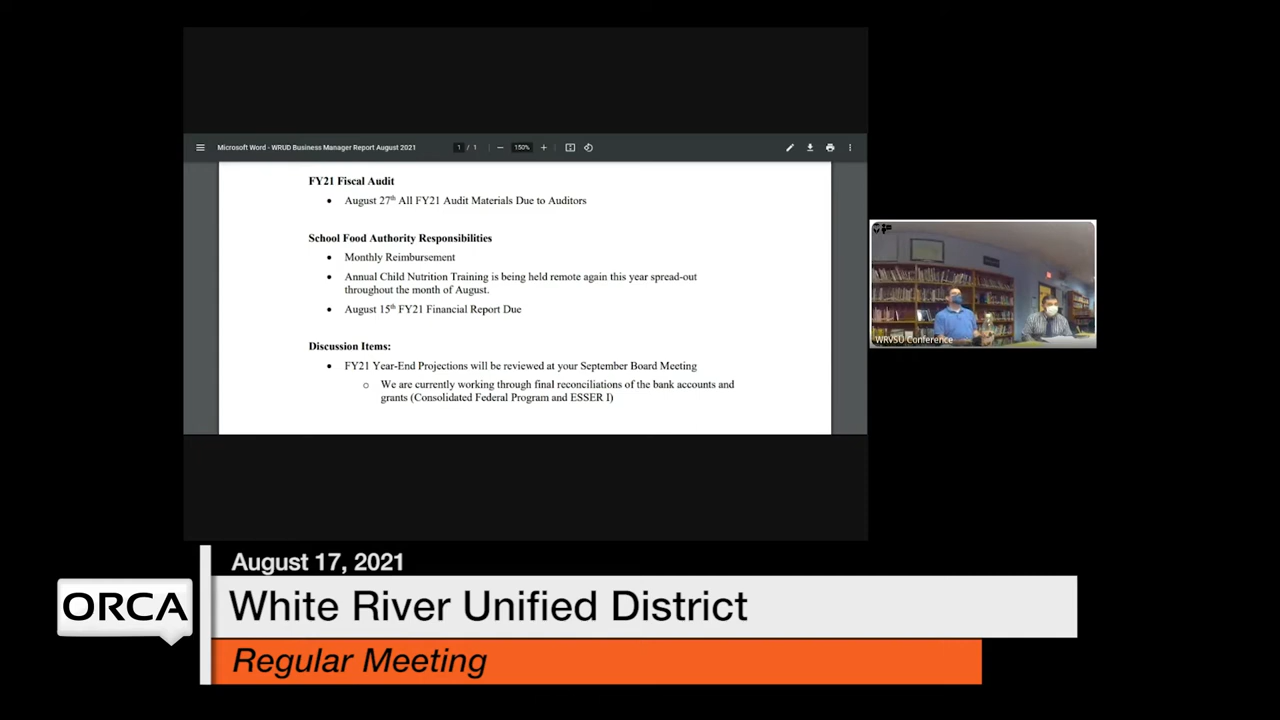 Microsoft Word - WRUD Business Manager Report August 2021
1 / 1
150%
FY21 Fiscal Audit
• August 27th All FY21 Audit Materials Due to Auditors
School Food Authority Responsibilities
• Monthly Reimbursement
• Annual Child Nutrition Training is being held remote again this year spread-out
throughout the month of August.
• August 15th FY21 Financial Report Due
Discussion Items:
• FY21 Year-End Projections will be reviewed at your September Board Meeting
o We are currently working through final reconciliations of the bank accounts and
grants (Consolidated Federal Program and ESSER I)
WRVSU Conference
August 17, 2021
ORCA
White River Unified District
Regular Meeting